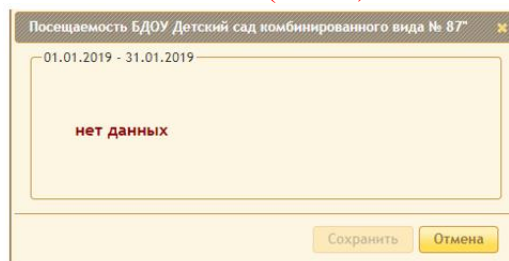 Посещаемость БДОУ Детский сад комбинированного вида № 87"
01.01.2019 - 31.01.2019
нет данных
Сохранить Отмена